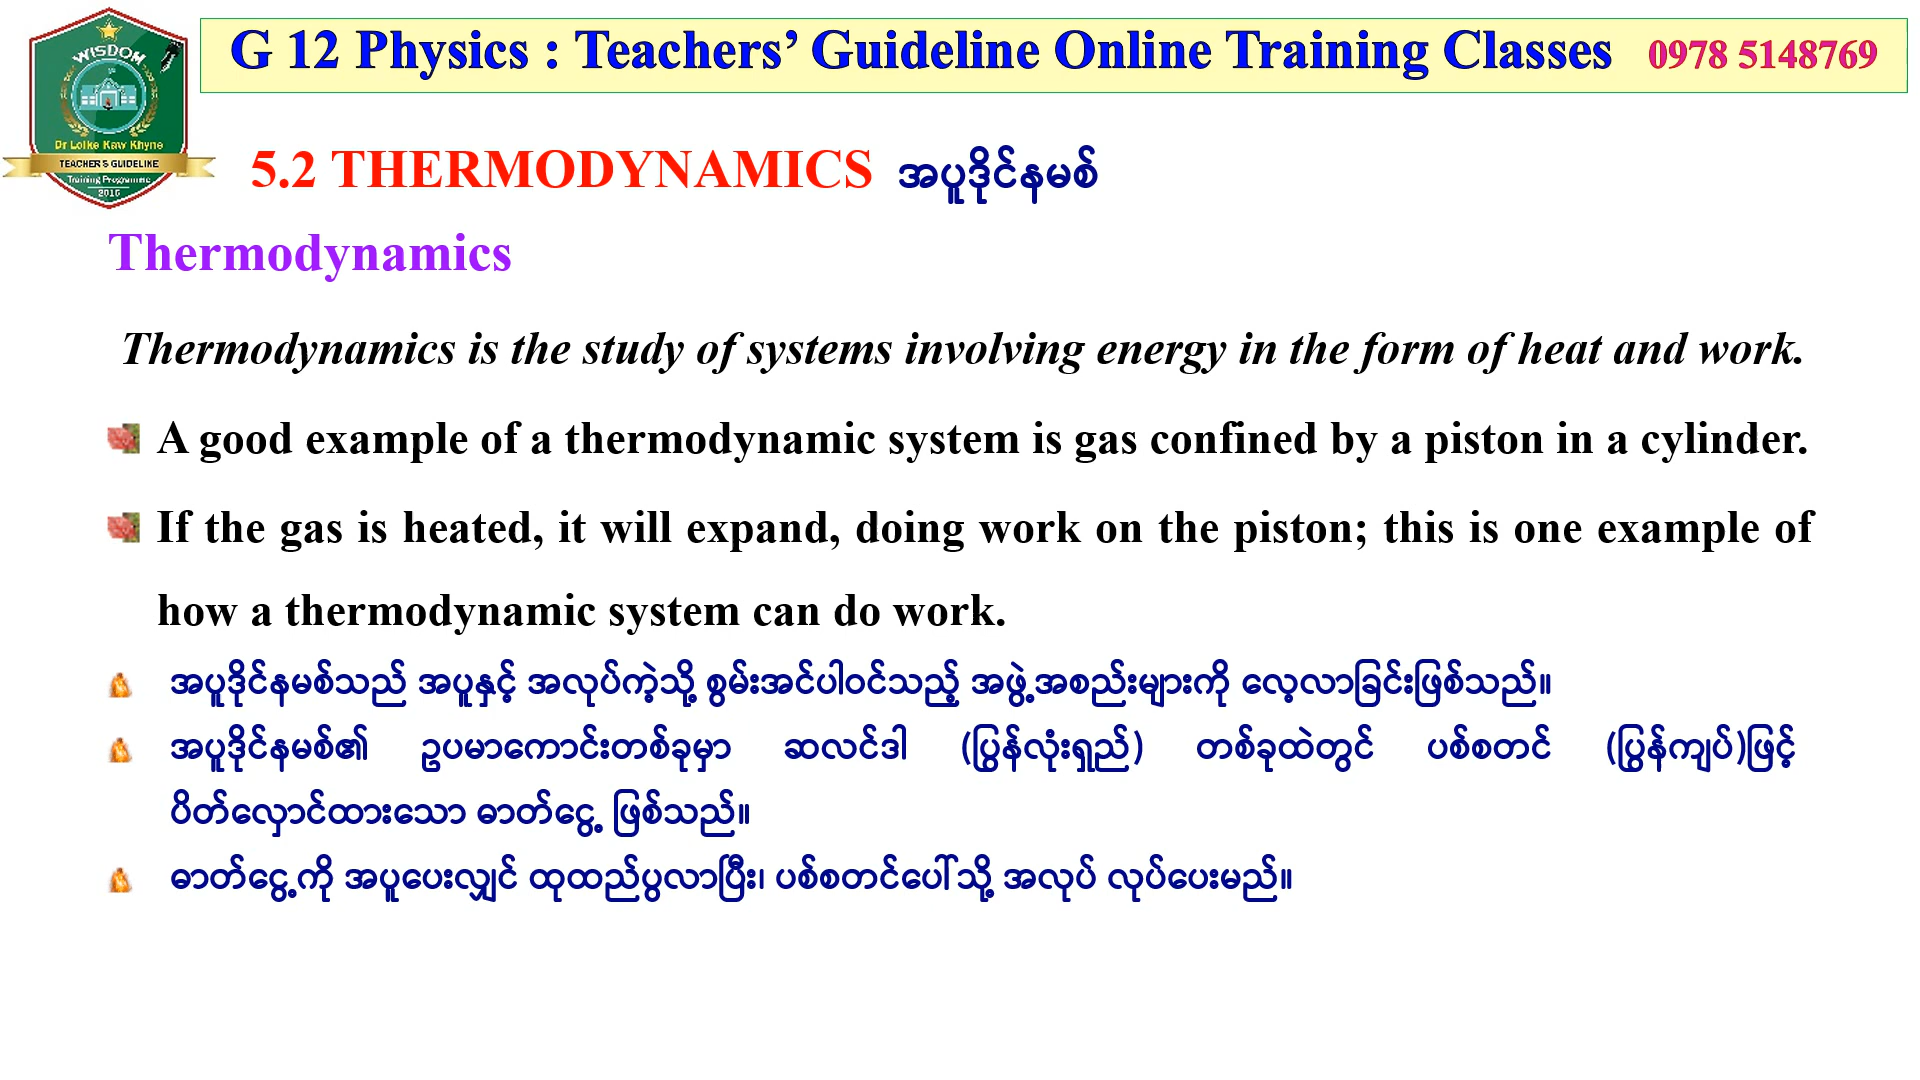 WISDOM
Dr Loike Kaw Khyne
TEACHER'S GUIDELINE
Training Programme
2016
G 12 Physics : Teachers’ Guideline Online Training Classes 0978 5148769
5.2 THERMODYNAMICS အပူဒိုင်နမစ်
Thermodynamics
Thermodynamics is the study of systems involving energy in the form of heat and work.
A good example of a thermodynamic system is gas confined by a piston in a cylinder.
If the gas is heated, it will expand, doing work on the piston; this is one example of
how a thermodynamic system can do work.
အပူဒိုင်နမစ်သည် အပူနှင့် အလုပ်ကဲ့သို့ စွမ်းအင်ပါဝင်သည့် အဖွဲ့အစည်းများကို လေ့လာခြင်းဖြစ်သည်။
အပူဒိုင်နမစ်၏ ဥပမာကောင်းတစ်ခုမှာ ဆလင်ဒါ (ပြွန်လုံးရှည်) တစ်ခုထဲတွင် ပစ်စတင် (ပြွန်ကျပ်)ဖြင့်
ပိတ်လှောင်ထားသော ဓာတ်ငွေ့ ဖြစ်သည်။
ဓာတ်ငွေ့ကို အပူပေးလျှင် ထုထည်ပွလာပြီး၊ ပစ်စတင်ပေါ်သို့ အလုပ် လုပ်ပေးမည်။